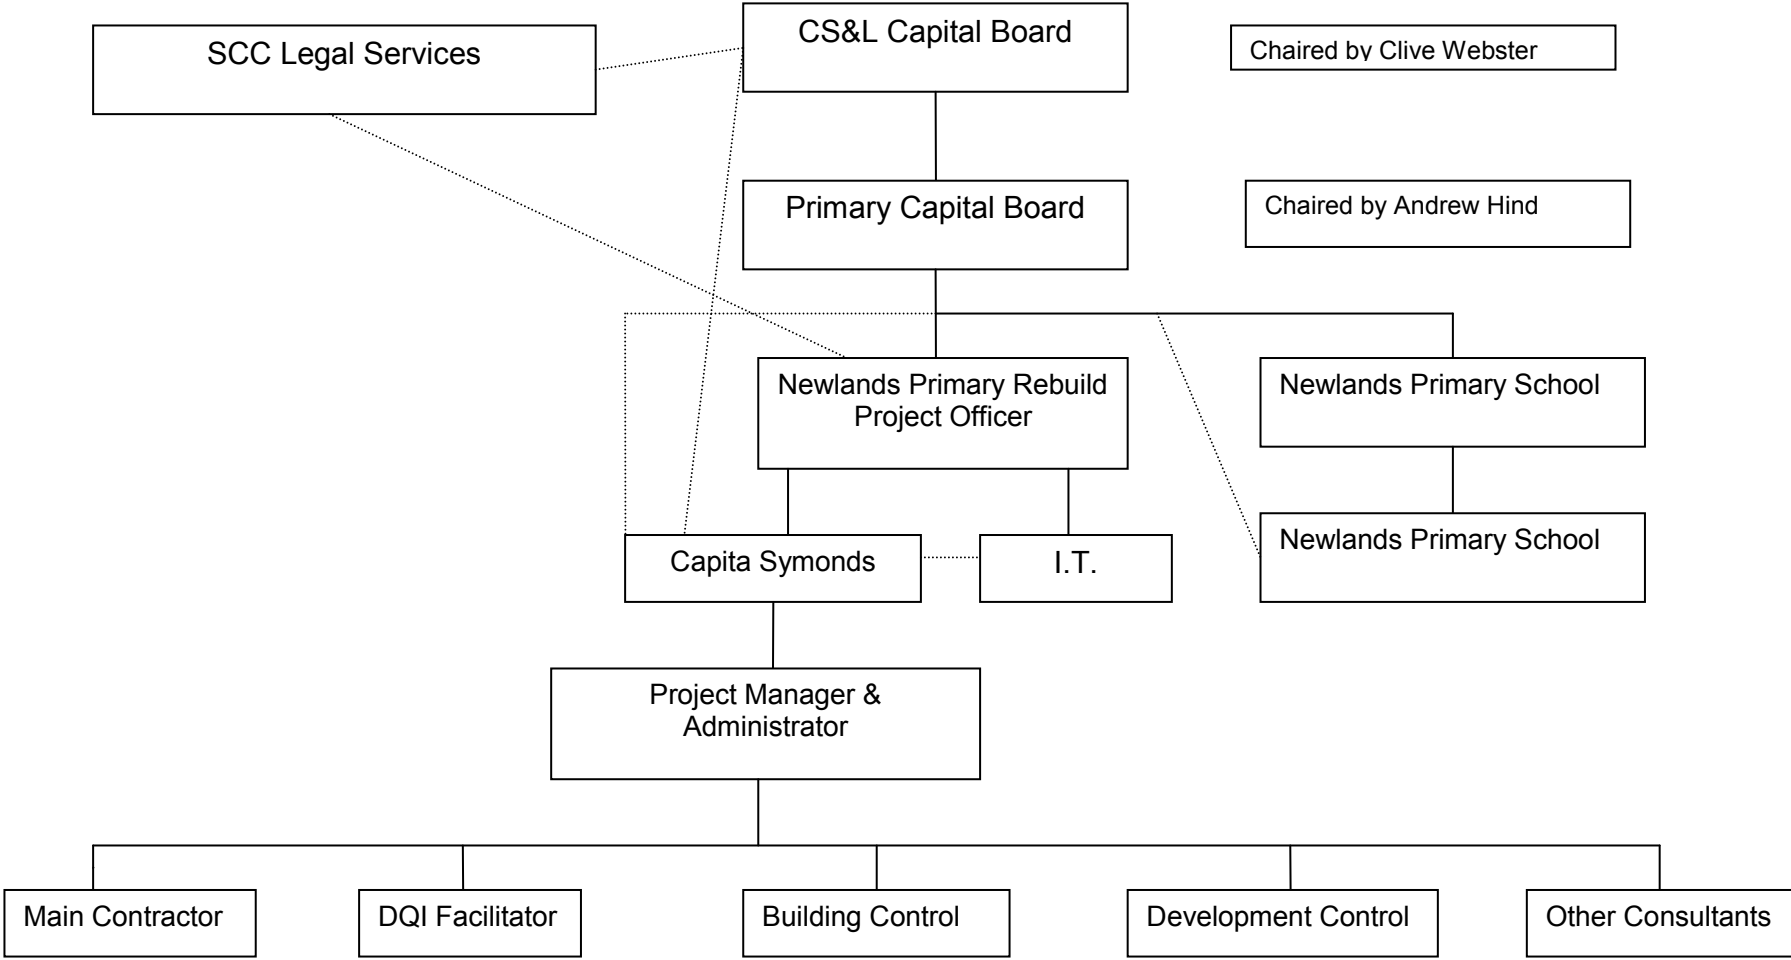 SCC Legal Services
CS&L Capital Board
Chaired by Clive Webster
Primary Capital Board
Chaired by Andrew Hind
Newlands Primary Rebuild
Project Officer
Newlands Primary School
Newlands Primary School
Capita Symonds
I.T.
Project Manager &
Administrator
Main Contractor
DQI Facilitator
Building Control
Development Control
Other Consultants